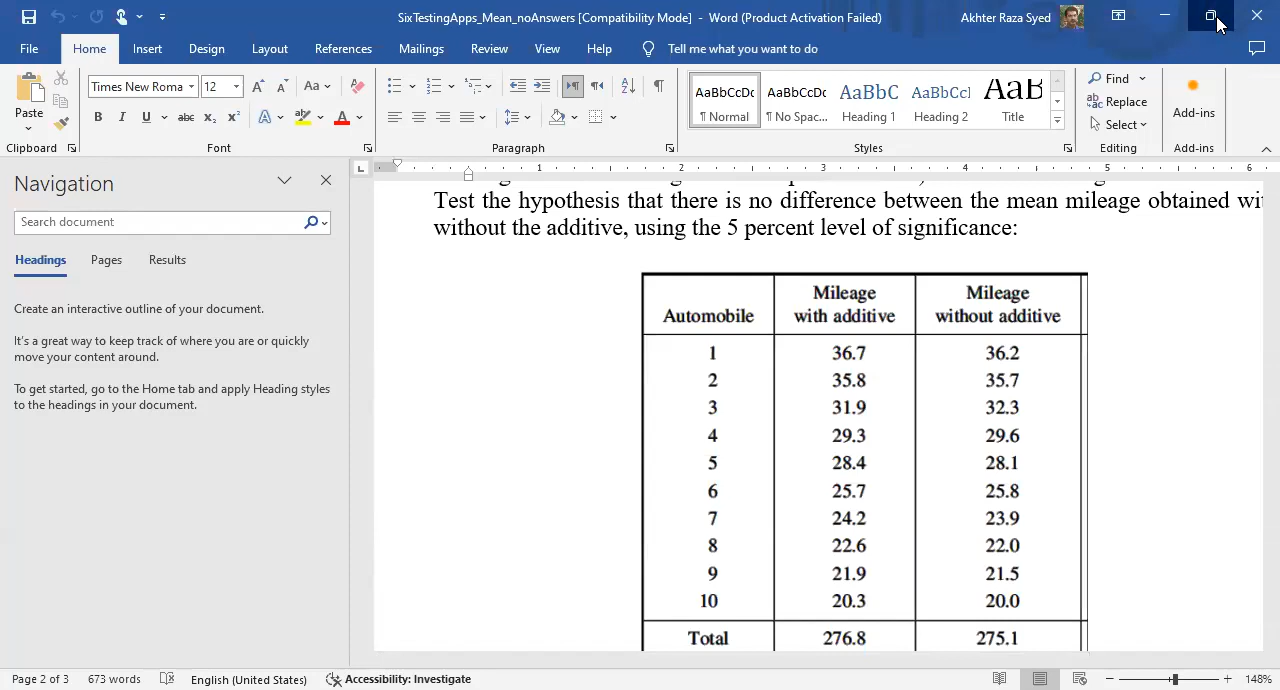 SixTestingApps_Mean_noAnswers [Compatibility Mode] - Word (Product Activation Failed)
Akhter Raza Syed
File Home Insert Design Layout References Mailings Review View Help Tell me what you want to do
Paste
Clipboard
Times New Roma 12
Font
Paragraph
AaBbCcDc AaBbCcDc AaBbC AaBbCcI AaB
¶ Normal ¶ No Spac... Heading 1 Heading 2 Title
Styles
Find
Replace
Select
Editing
Add-ins
Add-ins
Navigation
Search document
Headings Pages Results
Create an interactive outline of your document.
It's a great way to keep track of where you are or quickly
move your content around.
To get started, go to the Home tab and apply Heading styles
to the headings in your document.
1 2 3 4 5 6
Test the hypothesis that there is no difference between the mean mileage obtained wit
without the additive, using the 5 percent level of significance:
Automobile Mileage with additive Mileage without additive
1 36.7 36.2
2 35.8 35.7
3 31.9 32.3
4 29.3 29.6
5 28.4 28.1
6 25.7 25.8
7 24.2 23.9
8 22.6 22.0
9 21.9 21.5
10 20.3 20.0
Total 276.8 275.1
Page 2 of 3 673 words English (United States) Accessibility: Investigate 148%